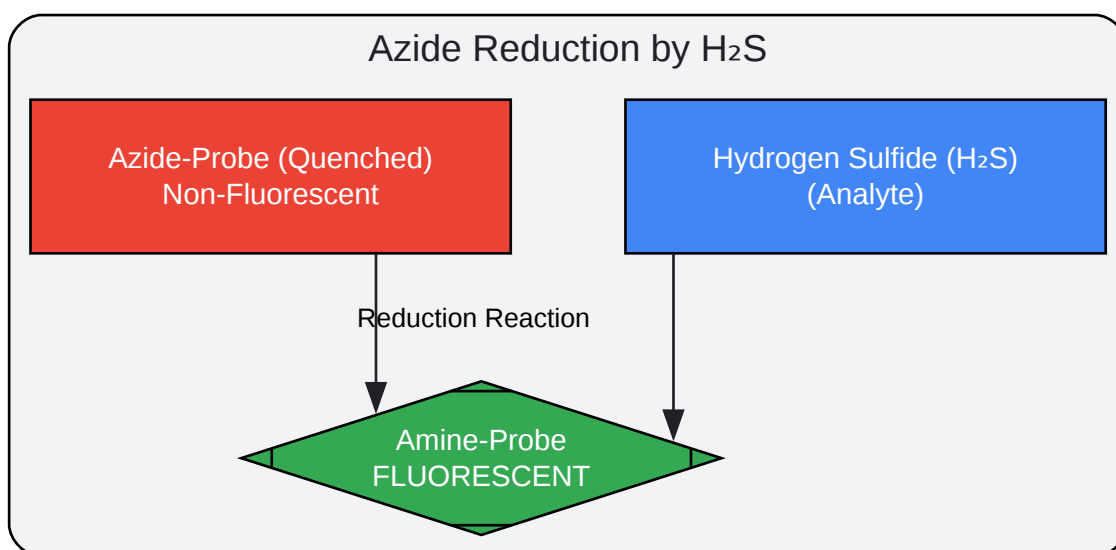 Azide Reduction by H₂S
Azide-Probe (Quenched)
Non-Fluorescent
Hydrogen Sulfide (H₂S)
(Analyte)
Reduction Reaction
Amine-Probe
FLUORESCENT